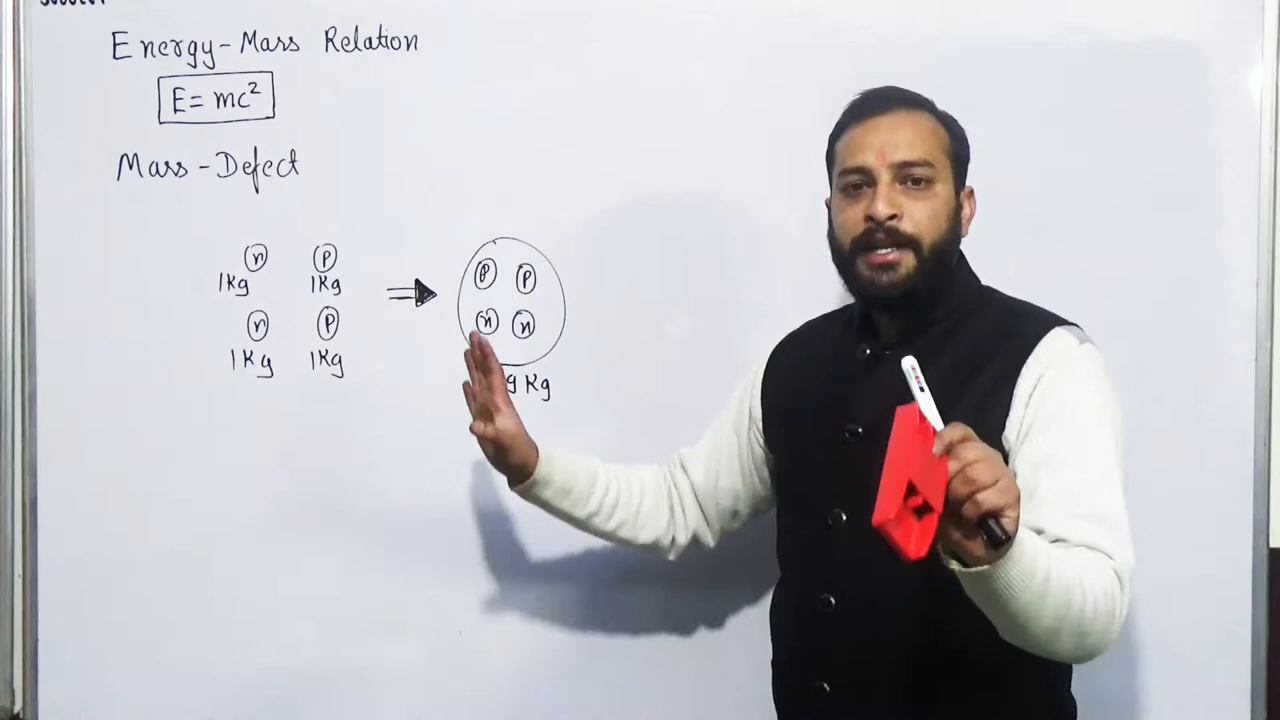 Energy-Mass Relation
E=mc²
Mass-Defect
n p
1Kg 1Kg
n p
1Kg 1Kg
⇒
p p
n n
Kg